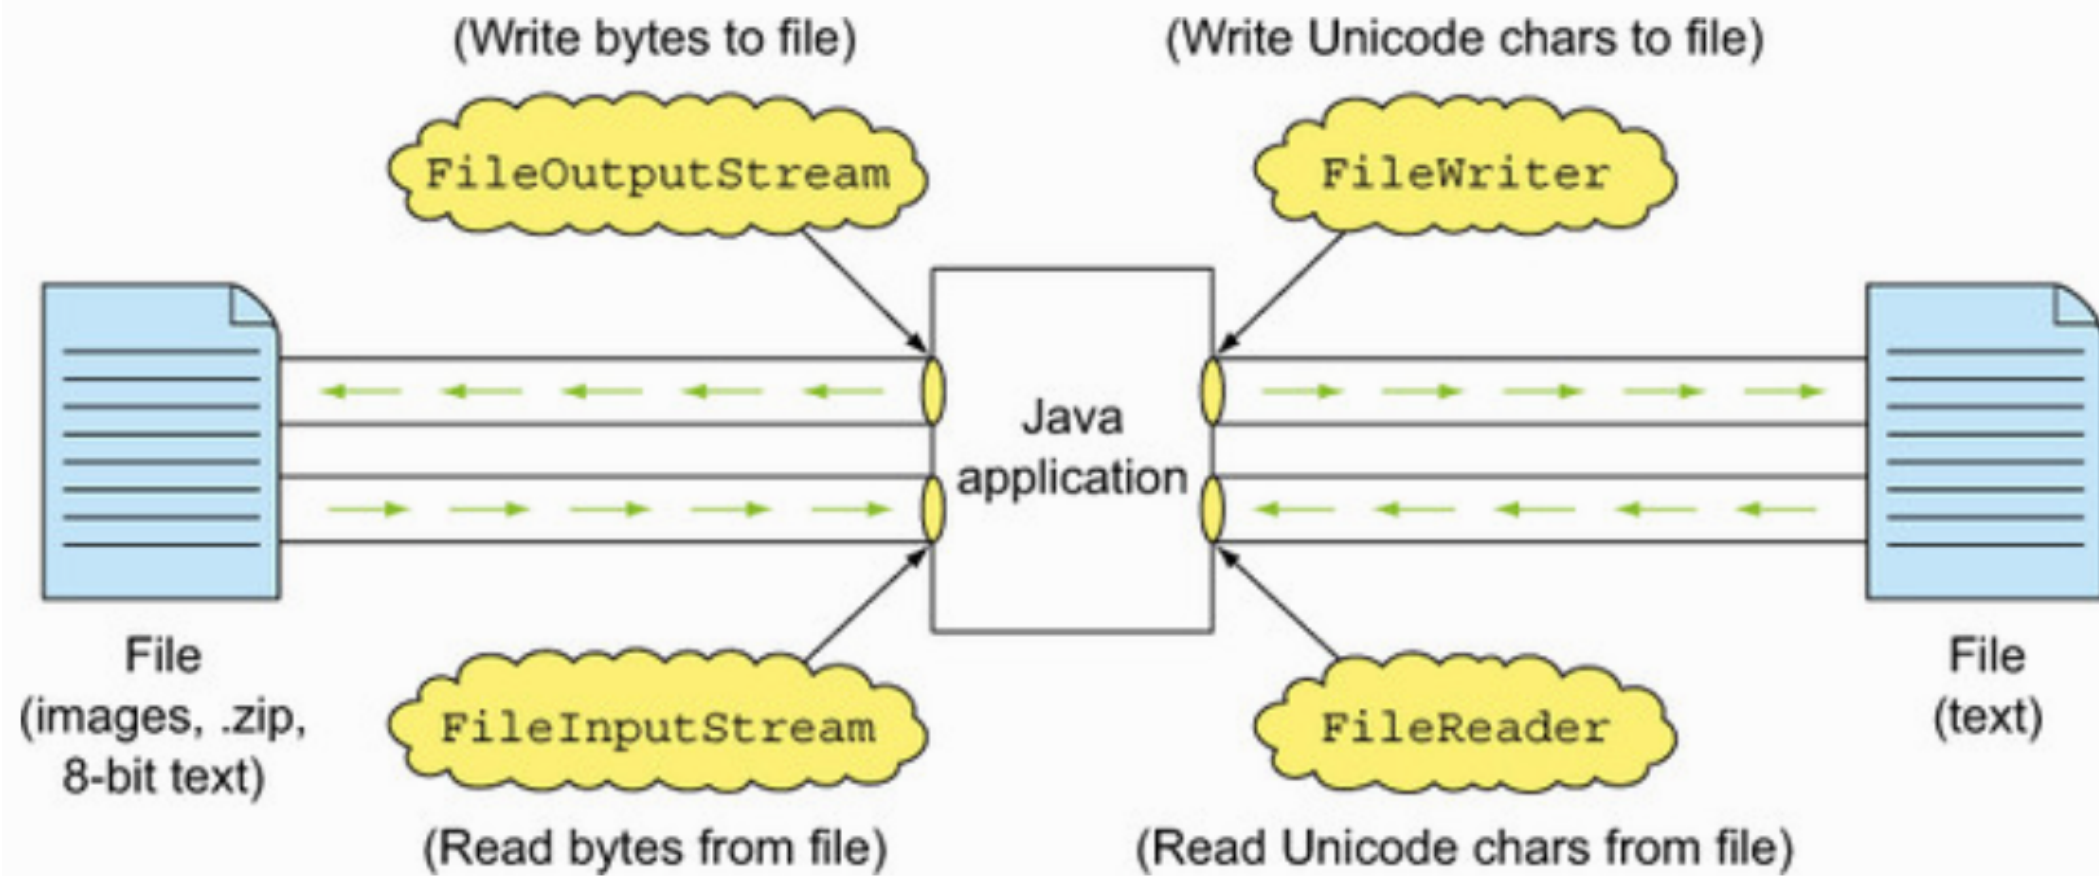 (Write bytes to file)
(Write Unicode chars to file)
FileOutputStream
FileWriter
Java
application
File
(images, .zip,
8-bit text)
FileInputStream
FileReader
File
(text)
(Read bytes from file)
(Read Unicode chars from file)